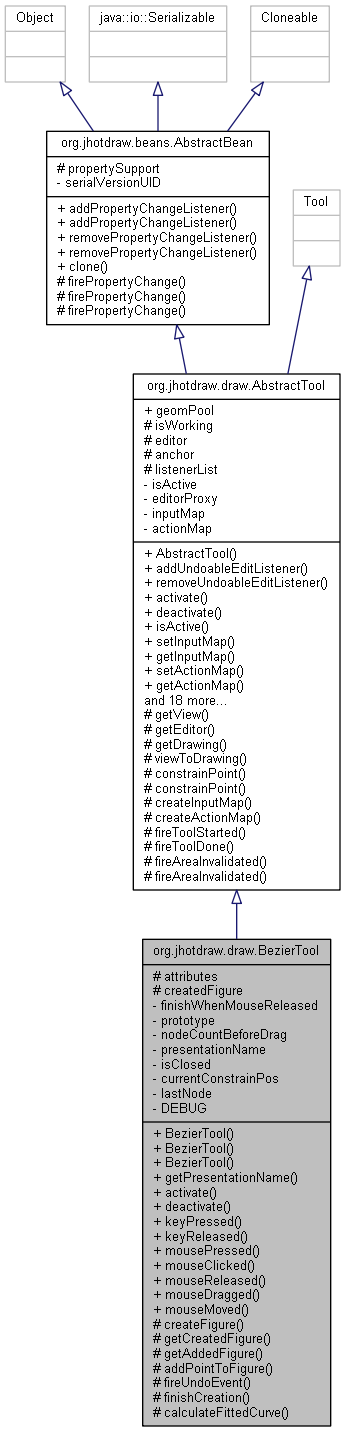 Object
java::io::Serializable
Cloneable
org.jhotdraw.beans.AbstractBean
# propertySupport
- serialVersionUID
+ addPropertyChangeListener()
+ addPropertyChangeListener()
+ removePropertyChangeListener()
+ removePropertyChangeListener()
+ clone()
# firePropertyChange()
# firePropertyChange()
# firePropertyChange()
Tool
org.jhotdraw.draw.AbstractTool
+ geomPool
# isWorking
# editor
# anchor
# listenerList
- isActive
- editorProxy
- inputMap
- actionMap
+ AbstractTool()
+ addUndoableEditListener()
+ removeUndoableEditListener()
+ activate()
+ deactivate()
+ isActive()
+ setInputMap()
+ getInputMap()
+ setActionMap()
+ getActionMap()
and 18 more...
# getView()
# getEditor()
# getDrawing()
# viewToDrawing()
# constrainPoint()
# constrainPoint()
# createInputMap()
# createActionMap()
# fireToolStarted()
# fireToolDone()
# fireAreaInvalidated()
# fireAreaInvalidated()
org.jhotdraw.draw.BezierTool
# attributes
# createdFigure
- finishWhenMouseReleased
- prototype
- nodeCountBeforeDrag
- presentationName
- isClosed
- currentConstrainPos
- lastNode
- DEBUG
+ BezierTool()
+ BezierTool()
+ BezierTool()
+ getPresentationName()
+ activate()
+ deactivate()
+ keyPressed()
+ keyReleased()
+ mousePressed()
+ mouseClicked()
+ mouseReleased()
+ mouseDragged()
+ mouseMoved()
# createFigure()
# getCreatedFigure()
# getAddedFigure()
# addPointToFigure()
# fireUndoEvent()
# finishCreation()
# calculateFittedCurve()